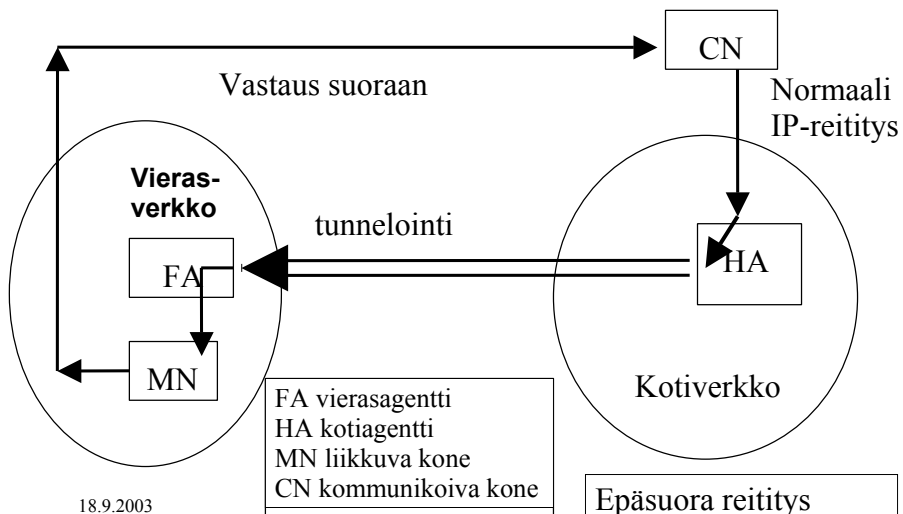 CN
Vastaus suoraan
Normaali
IP-reititys
Vieras-
verkko
tunnelointi
FA
HA
MN
Kotiverkko
FA vierasagentti
HA kotiagentti
MN liikkuva kone
CN kommunikoiva kone
18.9.2003
Epäsuora reititys